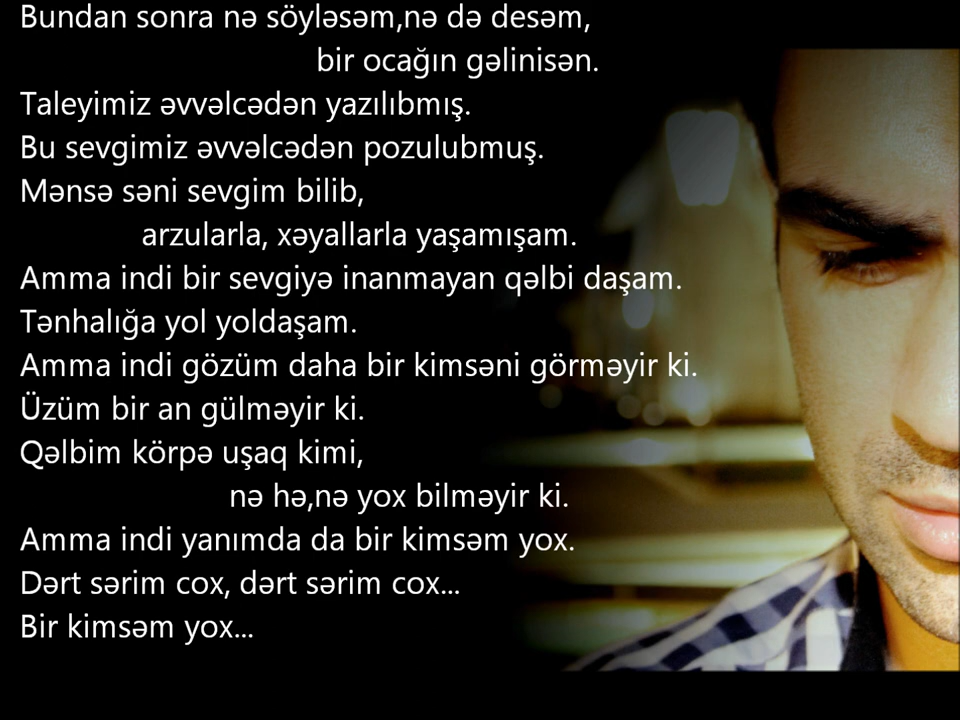 Bundan sonra nə söyləsəm,nə də desəm,
bir ocağın gəlinisən.
Taleyimiz əvvəlcədən yazılıbmış.
Bu sevgimiz əvvəlcədən pozulubmuş.
Mənsə səni sevgim bilib,
arzularla, xəyallarla yaşamışam.
Amma indi bir sevgiyə inanmayan qəlbi daşam.
Tənhalığa yol yoldaşam.
Amma indi gözüm daha bir kimsəni görməyir ki.
Üzüm bir an gülməyir ki.
Qəlbim körpə uşaq kimi,
nə hə,nə yox bilməyir ki.
Amma indi yanımda da bir kimsəm yox.
Dərt sərim cox, dərt sərim cox...
Bir kimsəm yox...